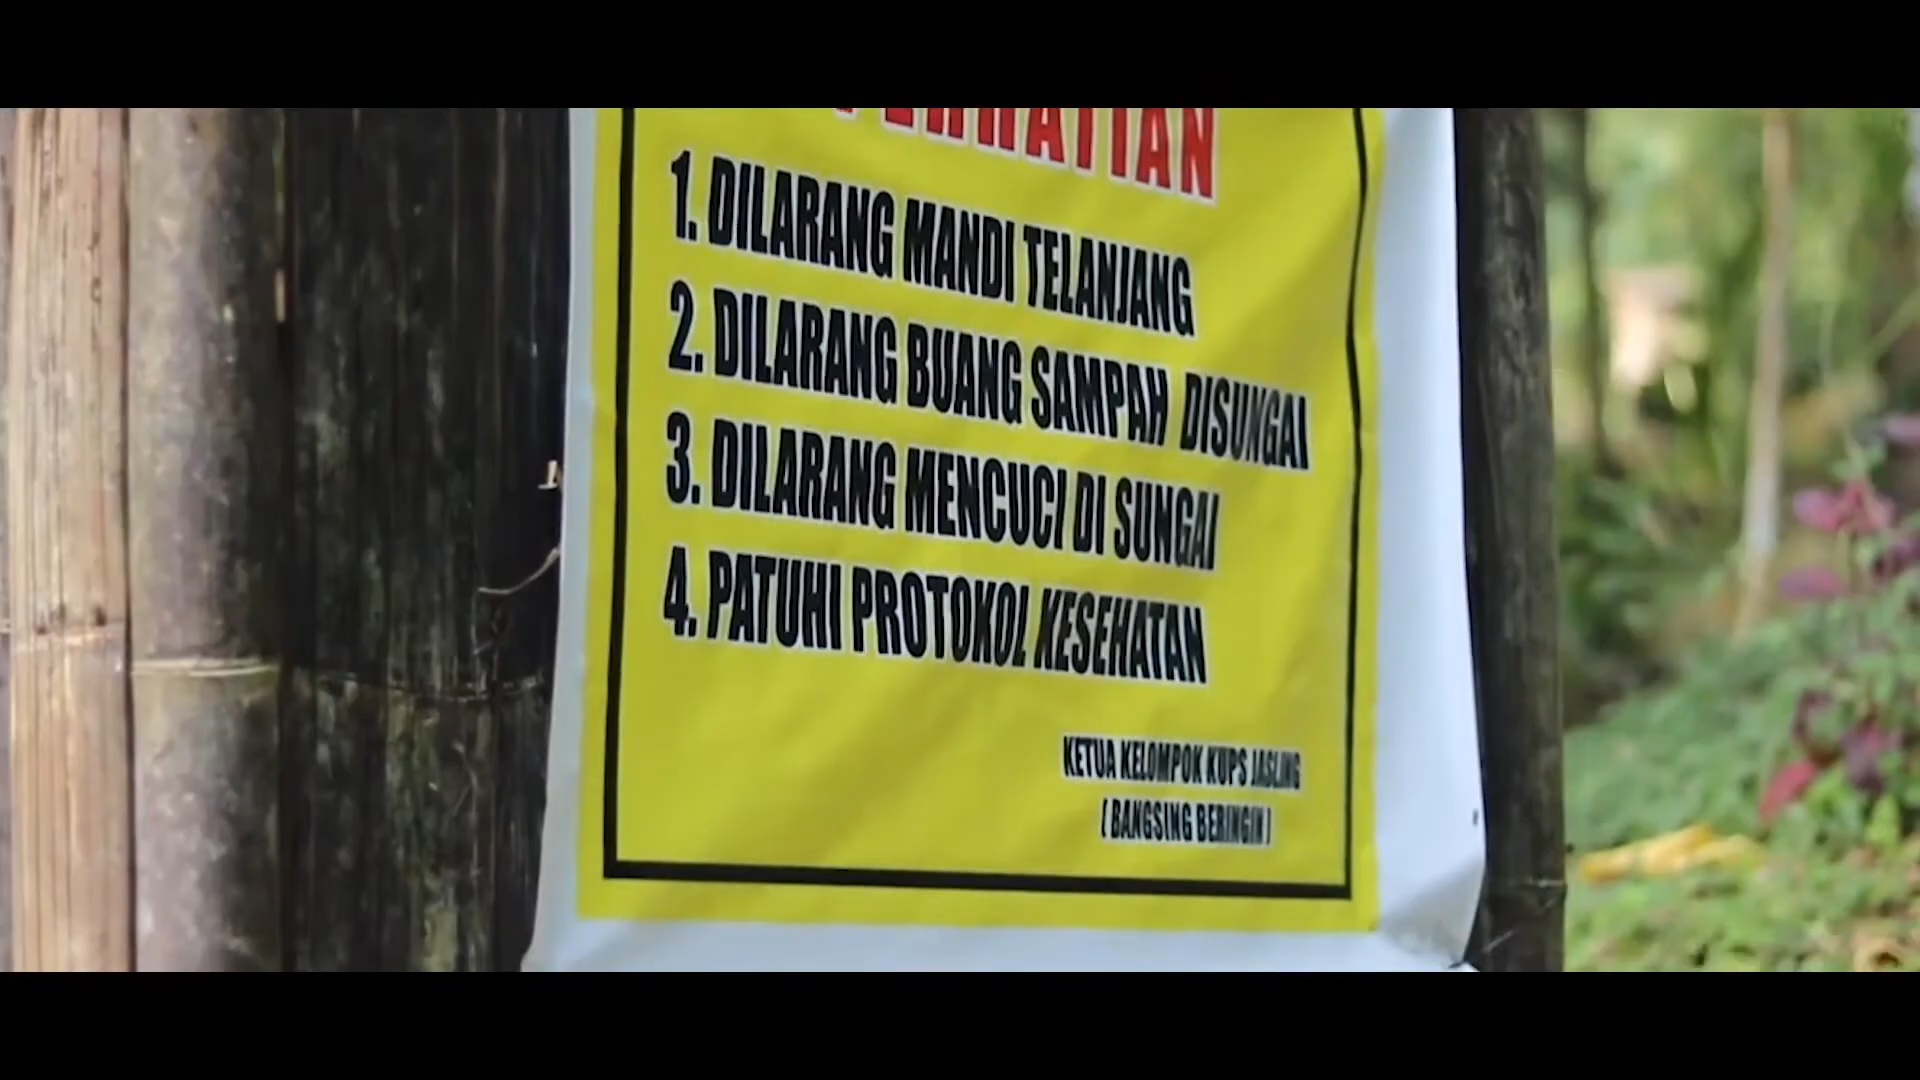 PERHATIAN
1. DILARANG MANDI TELANJANG
2. DILARANG BUANG SAMPAH DISUNGAI
3. DILARANG MENCUCI DI SUNGAI
4. PATUHI PROTOKOL KESEHATAN
KETUA KELOMPOK KUPS JASLING
( BANGSING BERINGIN )